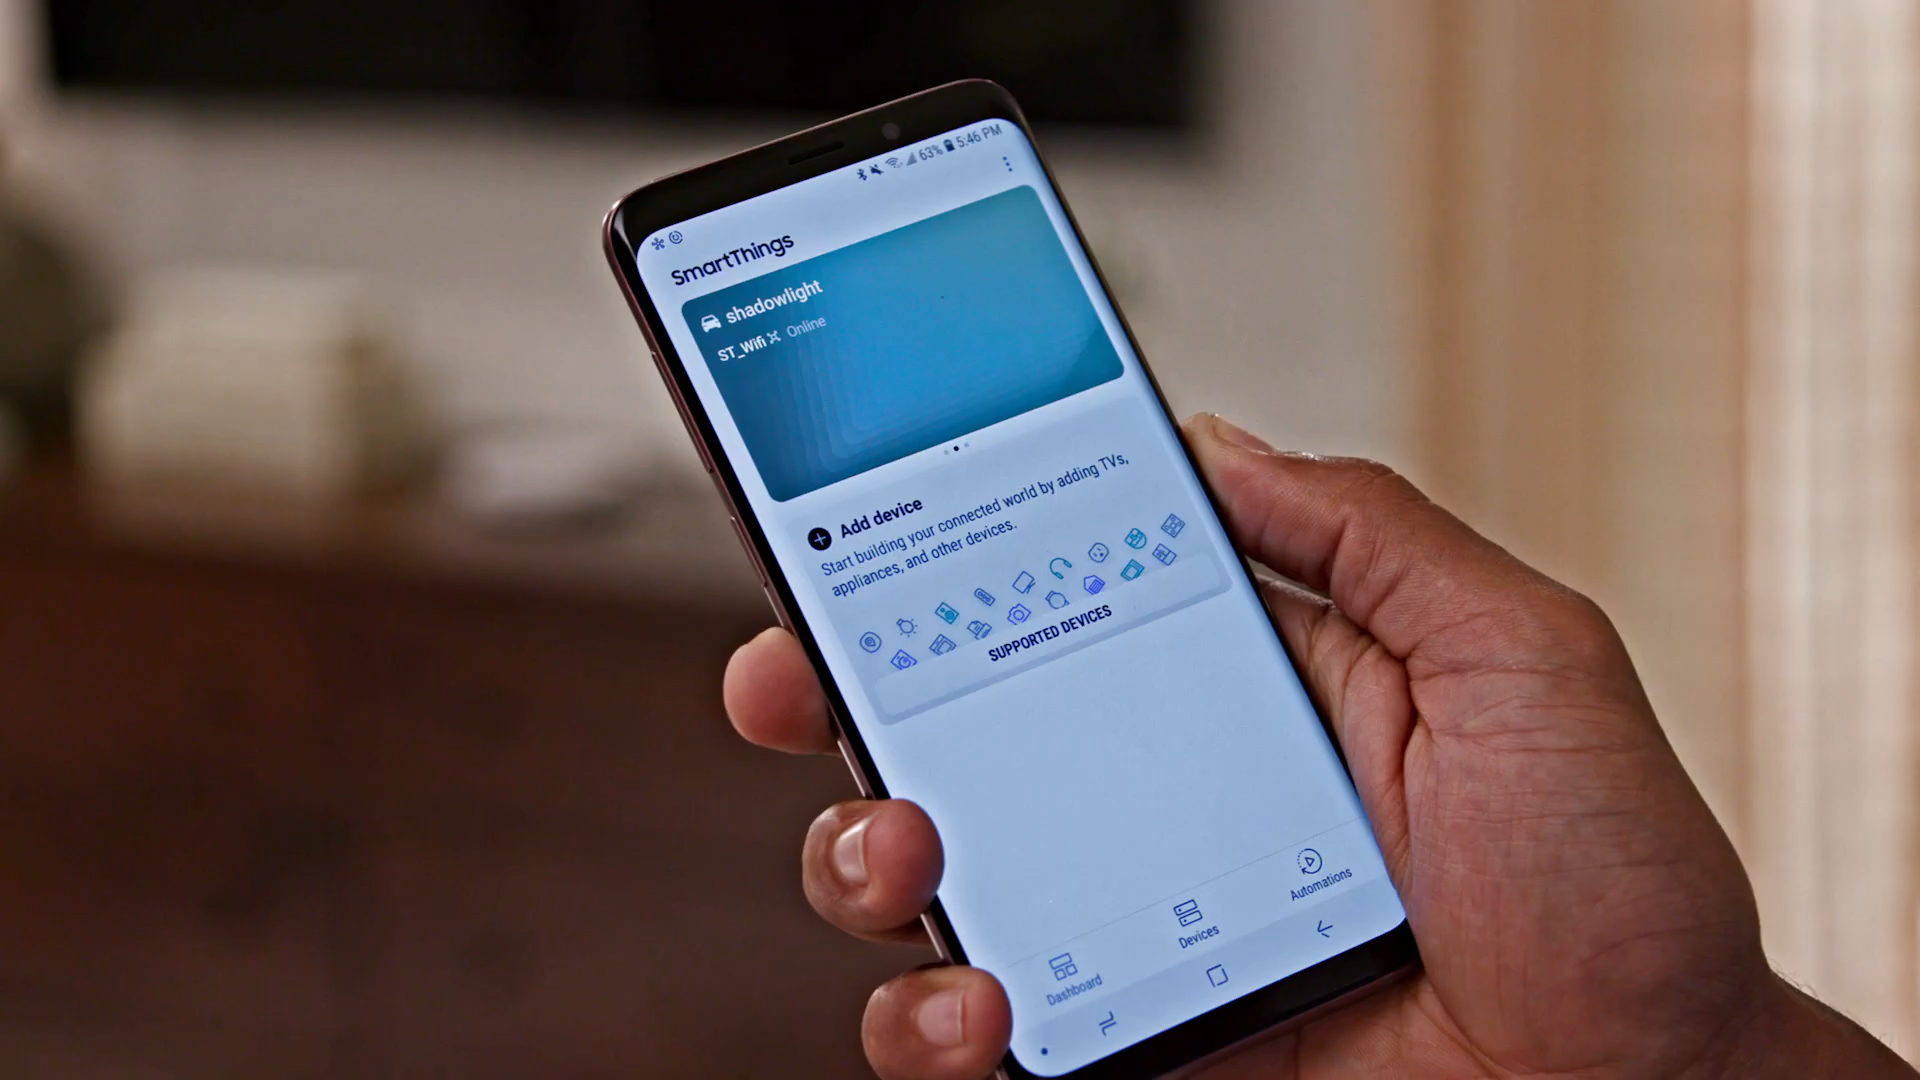 63% 5:46 PM
SmartThings
shadowlight
ST_Wifi Online
Add device
Start building your connected world by adding TVs,
appliances, and other devices.
SUPPORTED DEVICES
Dashboard
Devices
Automations